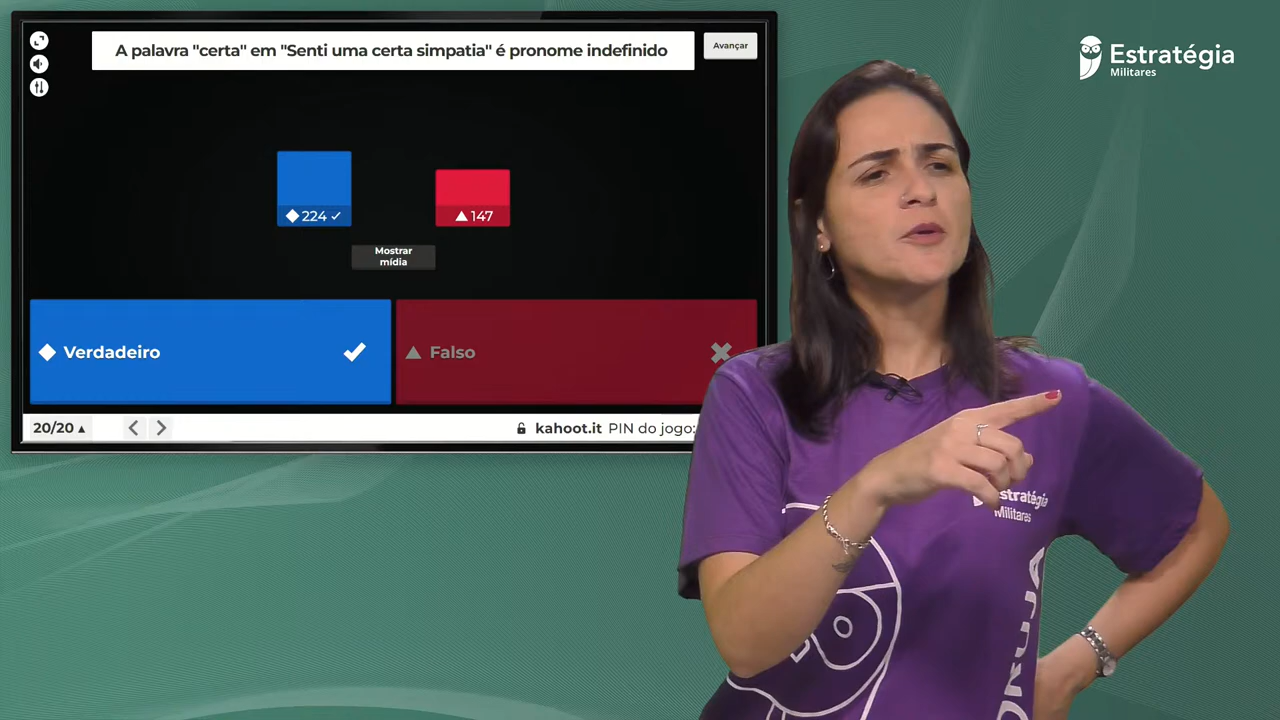 A palavra "certa" em "Senti uma certa simpatia" é pronome indefinido
Avançar
Estratégia
Militares
224
147
Mostrar
mídia
Verdadeiro
Falso
20/20
kahoot.it PIN do jogo:
Estratégia
Militares